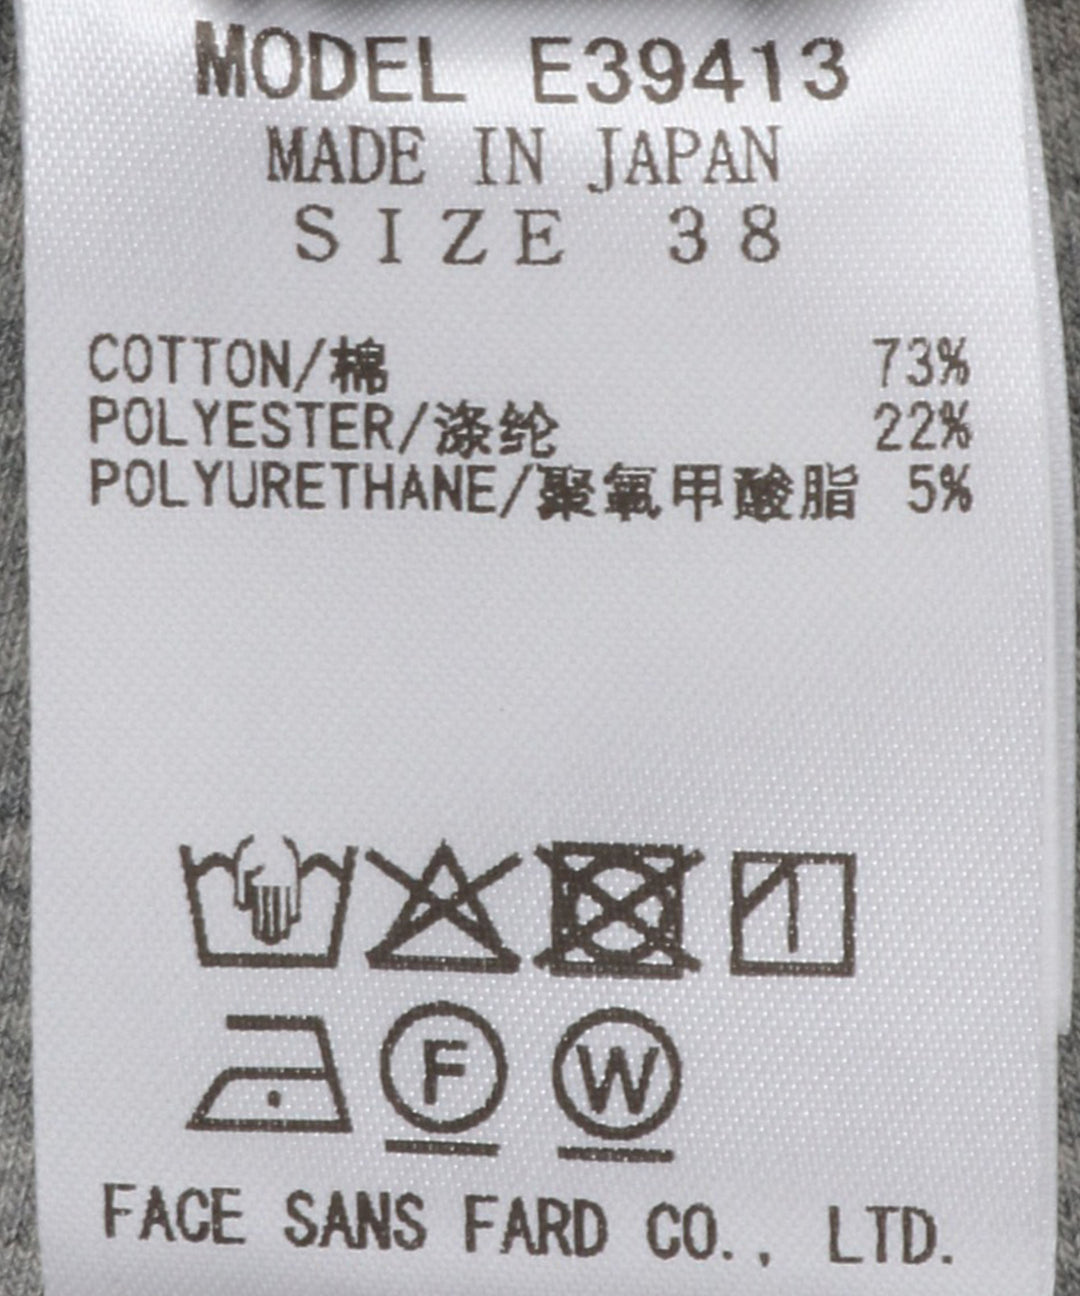 MODEL E39413
MADE IN JAPAN
SIZE 38
COTTON/棉 73%
POLYESTER/涤纶 22%
POLYURETHANE/聚氧甲酸脂 5%
F W
FACE SANS FARD CO., LTD.